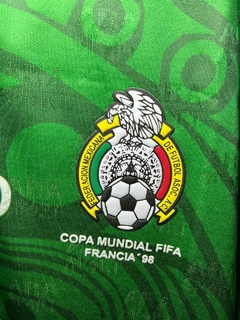 FEDERACION MEXICANA
DE FUTBOL ASOC. A.C.
COPA MUNDIAL FIFA
FRANCIA '98